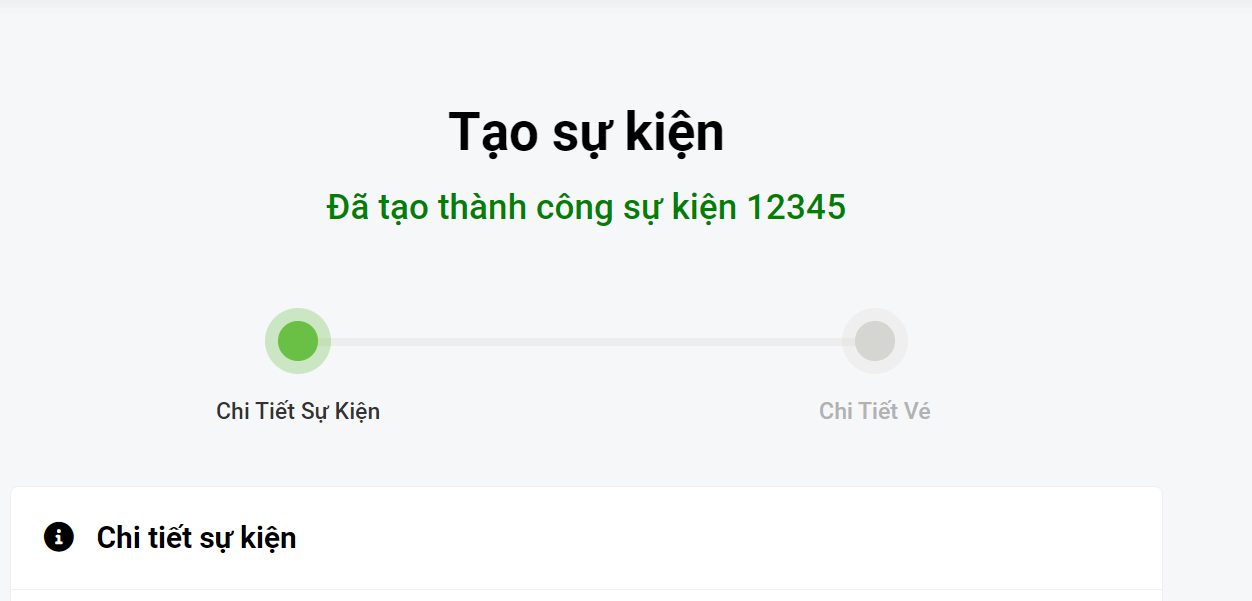 Tạo sự kiện
Đã tạo thành công sự kiện 12345
Chi Tiết Sự Kiện
Chi Tiết Vé
Chi tiết sự kiện